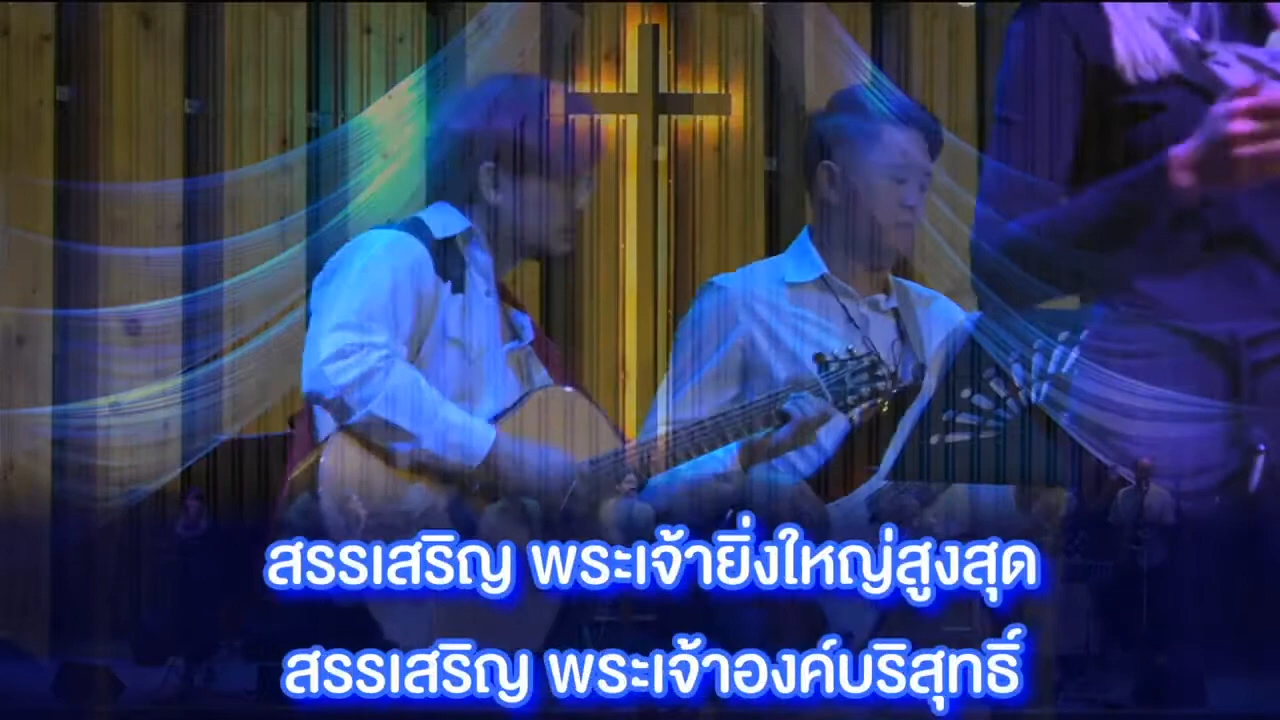 สรรเสริญ พระเจ้ายิ่งใหญ่สูงสุด
สรรเสริญ พระเจ้าองค์บริสุทธิ์